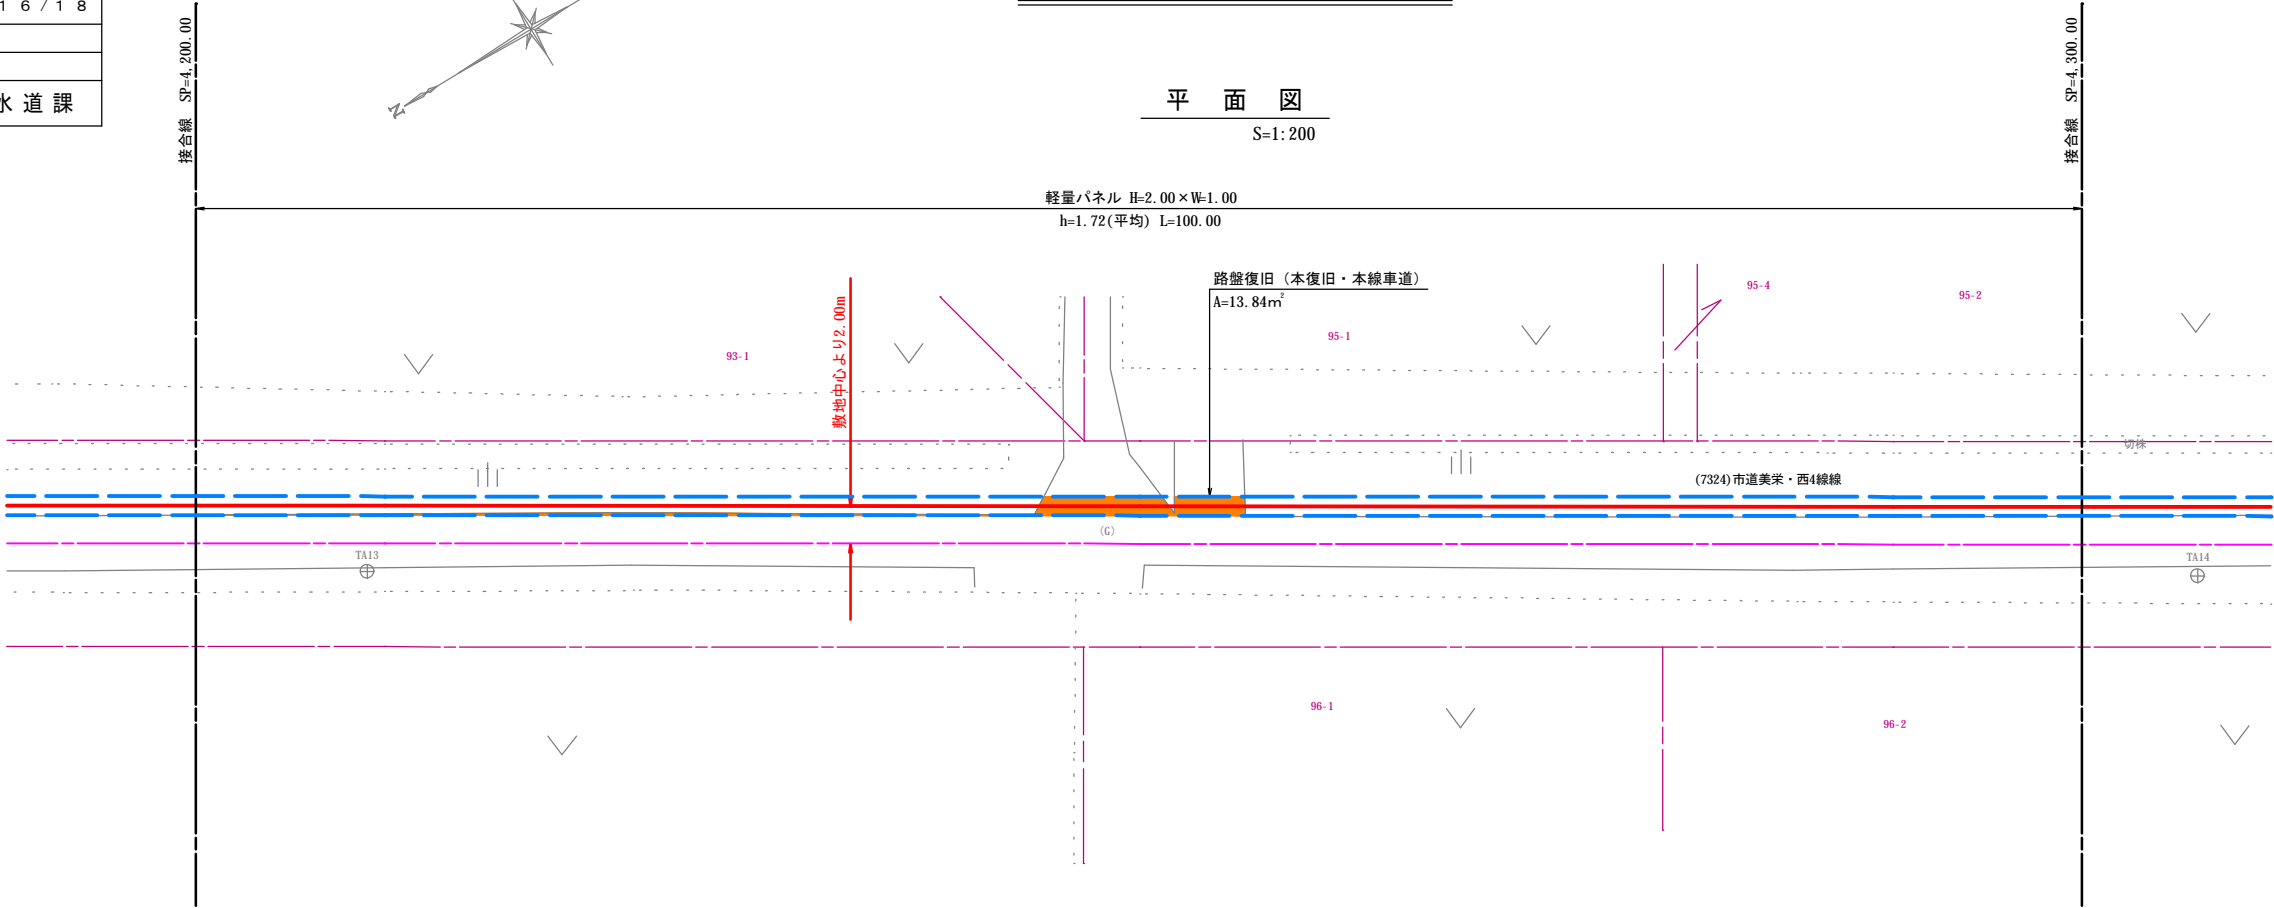 １６/１８
水道課
接合線 SP=4,200.00
N
平面図
S=1:200
接合線 SP=4,300.00
軽量パネル H=2.00×W=1.00
h=1.72(平均) L=100.00
敷地中心より2.00m
路盤復旧（本復旧・本線車道）
A=13.84m²
93-1
95-1
95-4
95-2
切株
(7324)市道美栄・西4線線
(G)
TA13
TA14
96-1
96-2